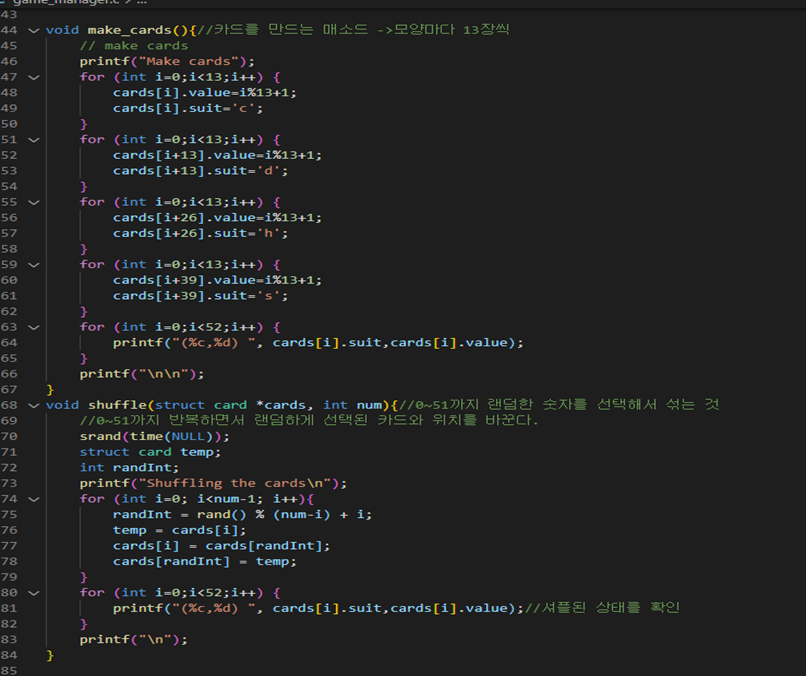 game_manager.c > ...
43
44 void make_cards(){//카드를 만드는 매소드 ->모양마다 13장씩
45 // make cards
46 printf("Make cards");
47 for (int i=0;i<13;i++) {
48 cards[i].value=i%13+1;
49 cards[i].suit='c';
50 }
51 for (int i=0;i<13;i++) {
52 cards[i+13].value=i%13+1;
53 cards[i+13].suit='d';
54 }
55 for (int i=0;i<13;i++) {
56 cards[i+26].value=i%13+1;
57 cards[i+26].suit='h';
58 }
59 for (int i=0;i<13;i++) {
60 cards[i+39].value=i%13+1;
61 cards[i+39].suit='s';
62 }
63 for (int i=0;i<52;i++) {
64 printf("(%c,%d) ", cards[i].suit,cards[i].value);
65 }
66 printf("\n\n");
67 }
68 void shuffle(struct card *cards, int num){//0~51까지 랜덤한 숫자를 선택해서 섞는 것
69 //0~51까지 반복하면서 랜덤하게 선택된 카드와 위치를 바꾼다.
70 srand(time(NULL));
71 struct card temp;
72 int randInt;
73 printf("Shuffling the cards\n");
74 for (int i=0; i<num-1; i++){
75 randInt = rand() % (num-i) + i;
76 temp = cards[i];
77 cards[i] = cards[randInt];
78 cards[randInt] = temp;
79 }
80 for (int i=0;i<52;i++) {
81 printf("(%c,%d) ", cards[i].suit,cards[i].value);//셔플된 상태를 확인
82 }
83 printf("\n");
84 }
85